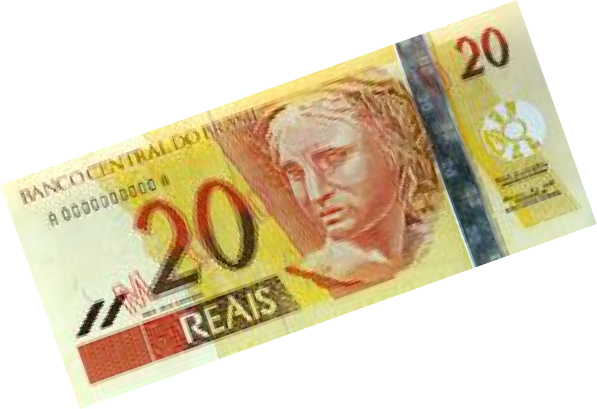 BANCO CENTRAL DO BRASIL
20
A 0000000000 A
20
REAIS